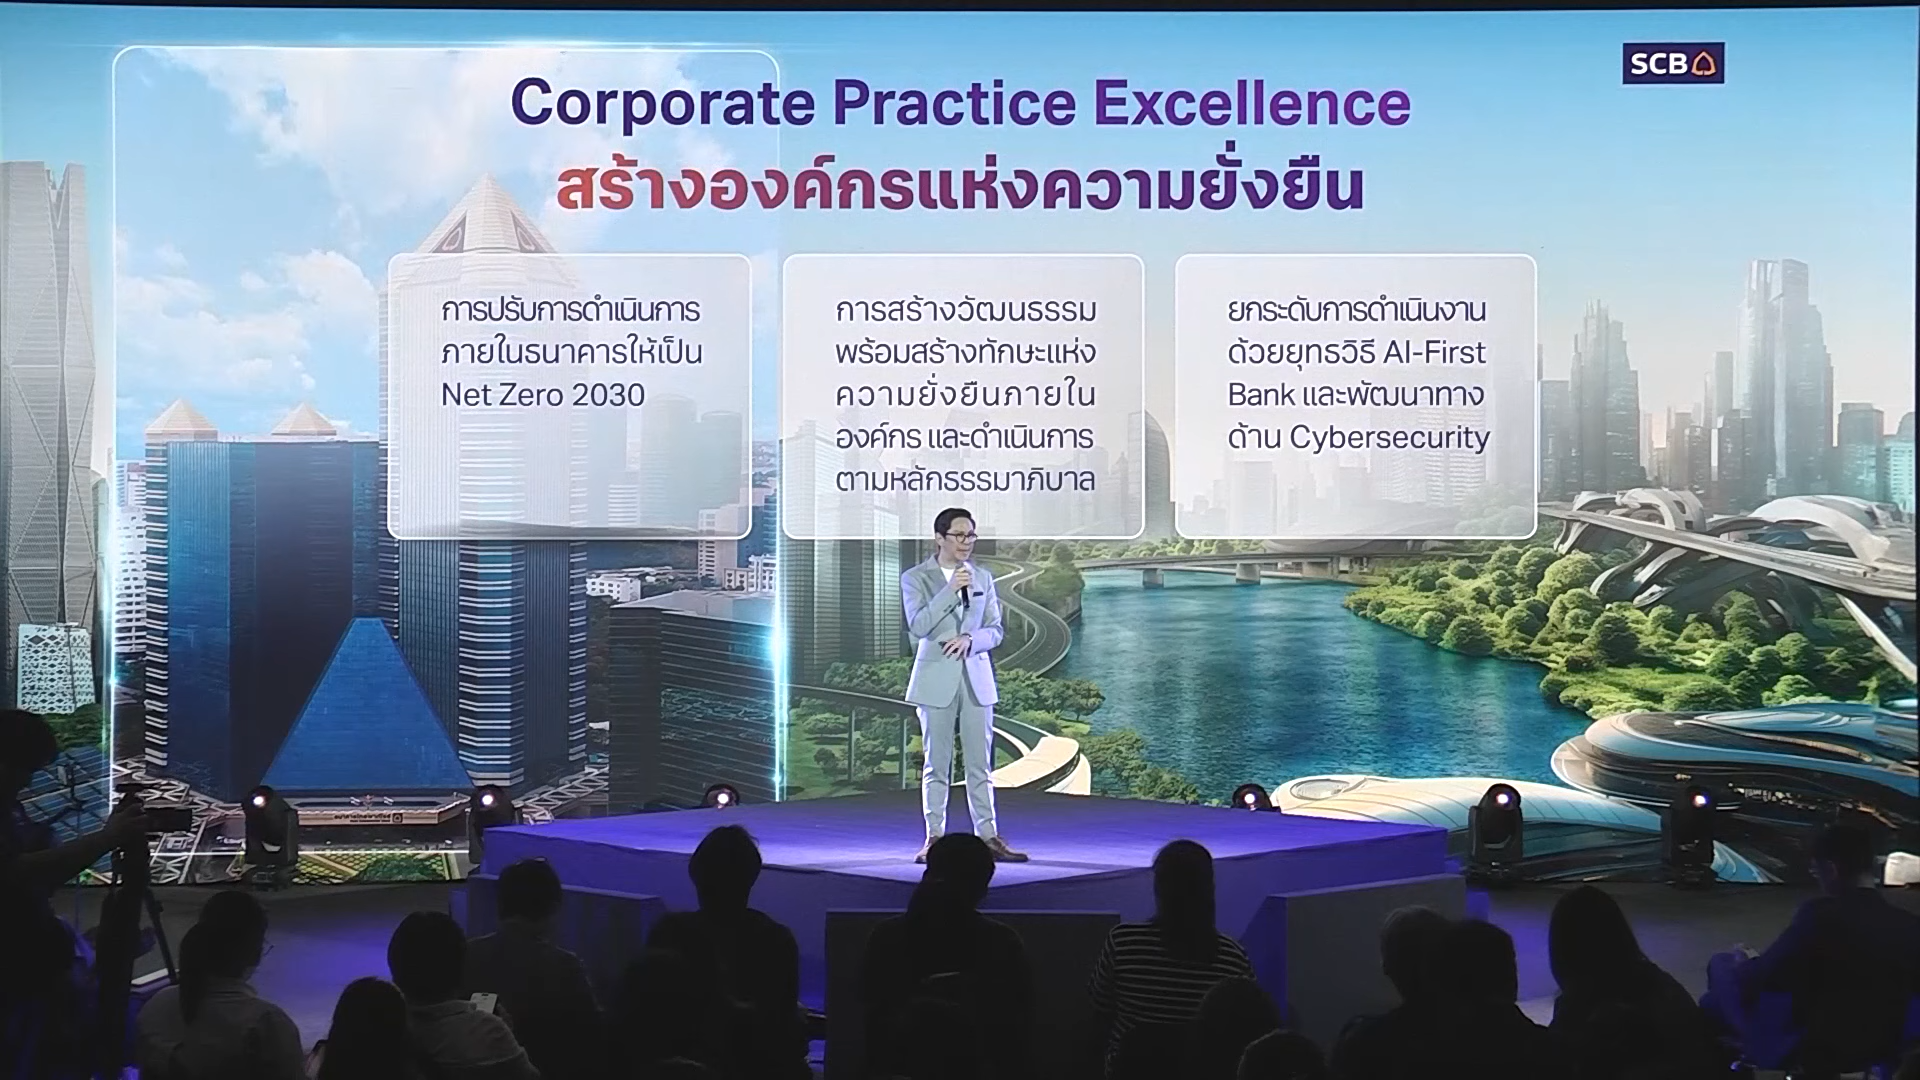 SCB
Corporate Practice Excellence
สร้างองค์กรแห่งความยั่งยืน
การปรับการดำเนินการ
ภายในธนาคารให้เป็น
Net Zero 2030
การสร้างวัฒนธรรม
พร้อมสร้างทักษะแห่ง
ความยั่งยืนภายใน
องค์กร และดำเนินการ
ตามหลักธรรมาภิบาล
ยกระดับการดำเนินงาน
ด้วยยุทธวิธี AI-First
Bank และพัฒนาทาง
ด้าน Cybersecurity